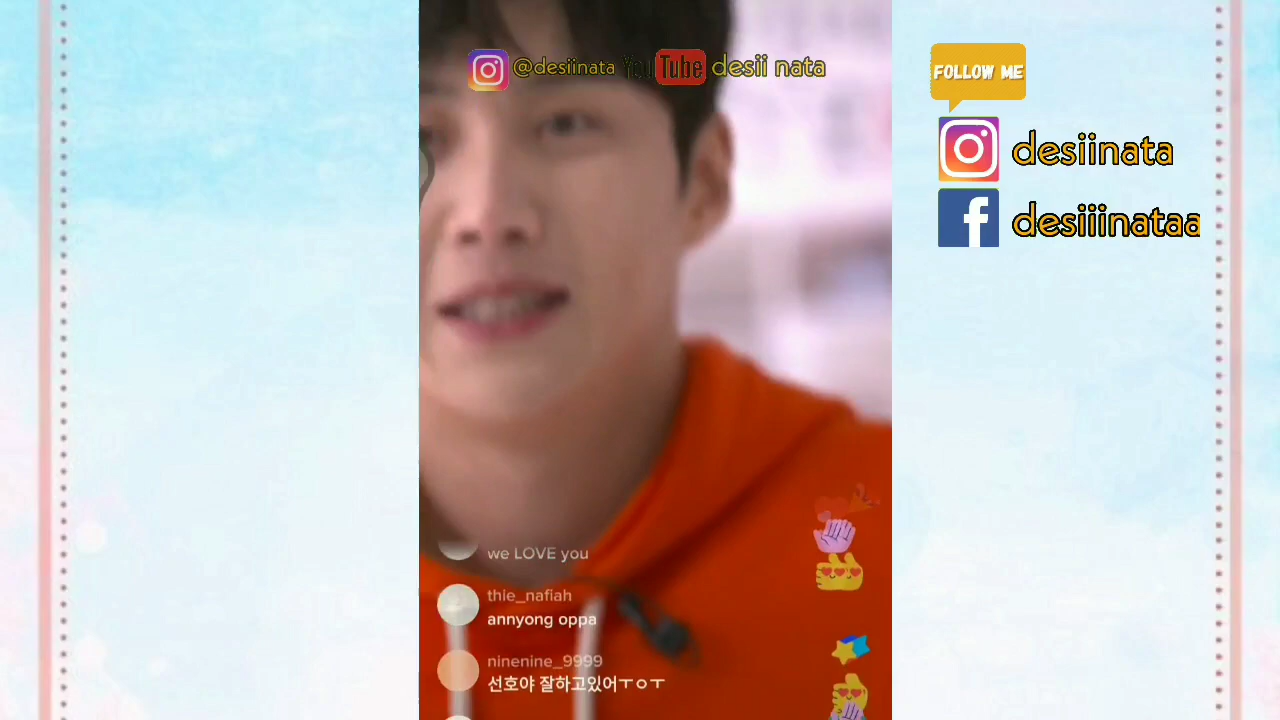 @desiinata YouTube desii nata
FOLLOW ME
desiinata
desiiinataa
we LOVE you
thie_nafiah
annyong oppa
ninenine_9999
선호야 잘하고있어ㅜㅇㅜ